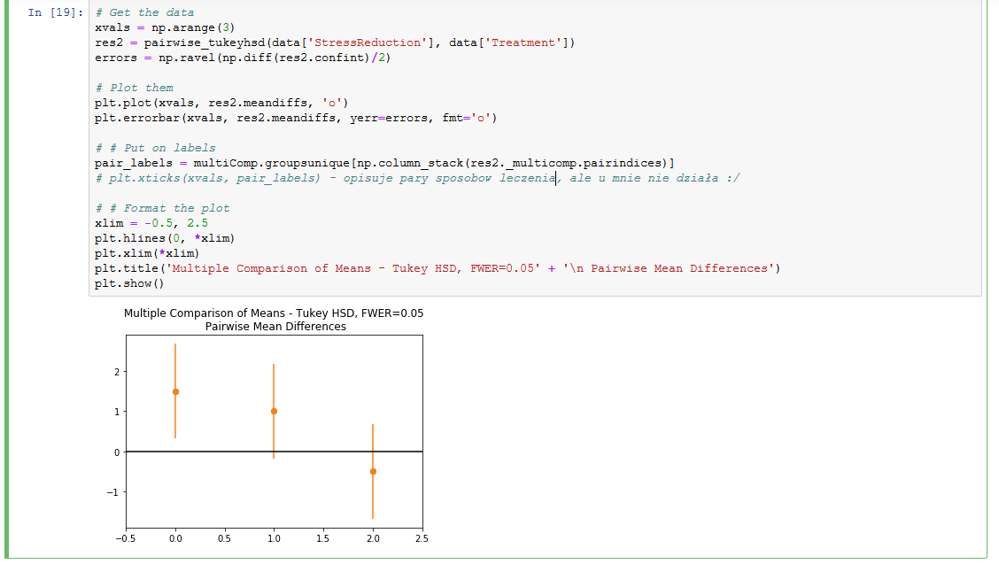 In [19]: # Get the data
xvals = np.arange(3)
res2 = pairwise_tukeyhsd(data['StressReduction'], data['Treatment'])
errors = np.ravel(np.diff(res2.confint)/2)
# Plot them
plt.plot(xvals, res2.meandiffs, 'o')
plt.errorbar(xvals, res2.meandiffs, yerr=errors, fmt='o')
# # Put on labels
pair_labels = multiComp.groupsunique[np.column_stack(res2._multicomp.pairindices)]
# plt.xticks(xvals, pair_labels) - opisuje pary sposobow leczenia, ale u mnie nie działa :/
# # Format the plot
xlim = -0.5, 2.5
plt.hlines(0, *xlim)
plt.xlim(*xlim)
plt.title('Multiple Comparison of Means - Tukey HSD, FWER=0.05' + '\n Pairwise Mean Differences')
plt.show()
Multiple Comparison of Means - Tukey HSD, FWER=0.05
Pairwise Mean Differences
2
1
0
−1
−0.5 0.0 0.5 1.0 1.5 2.0 2.5